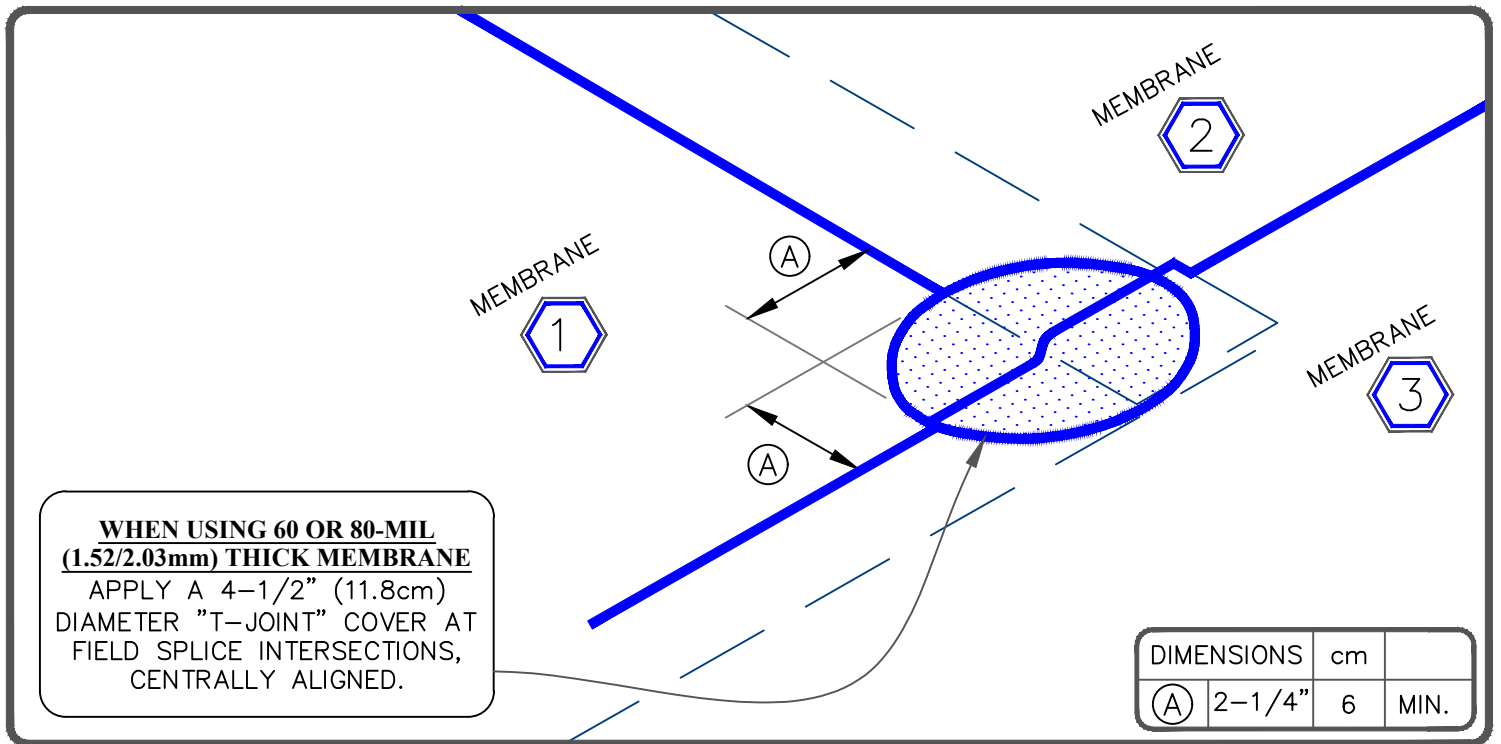 MEMBRANE
2
MEMBRANE
1
A
MEMBRANE
3
A
WHEN USING 60 OR 80-MIL
(1.52/2.03mm) THICK MEMBRANE
APPLY A 4-1/2" (11.8cm)
DIAMETER "T-JOINT" COVER AT
FIELD SPLICE INTERSECTIONS,
CENTRALLY ALIGNED.
DIMENSIONS cm
A 2-1/4" 6 MIN.